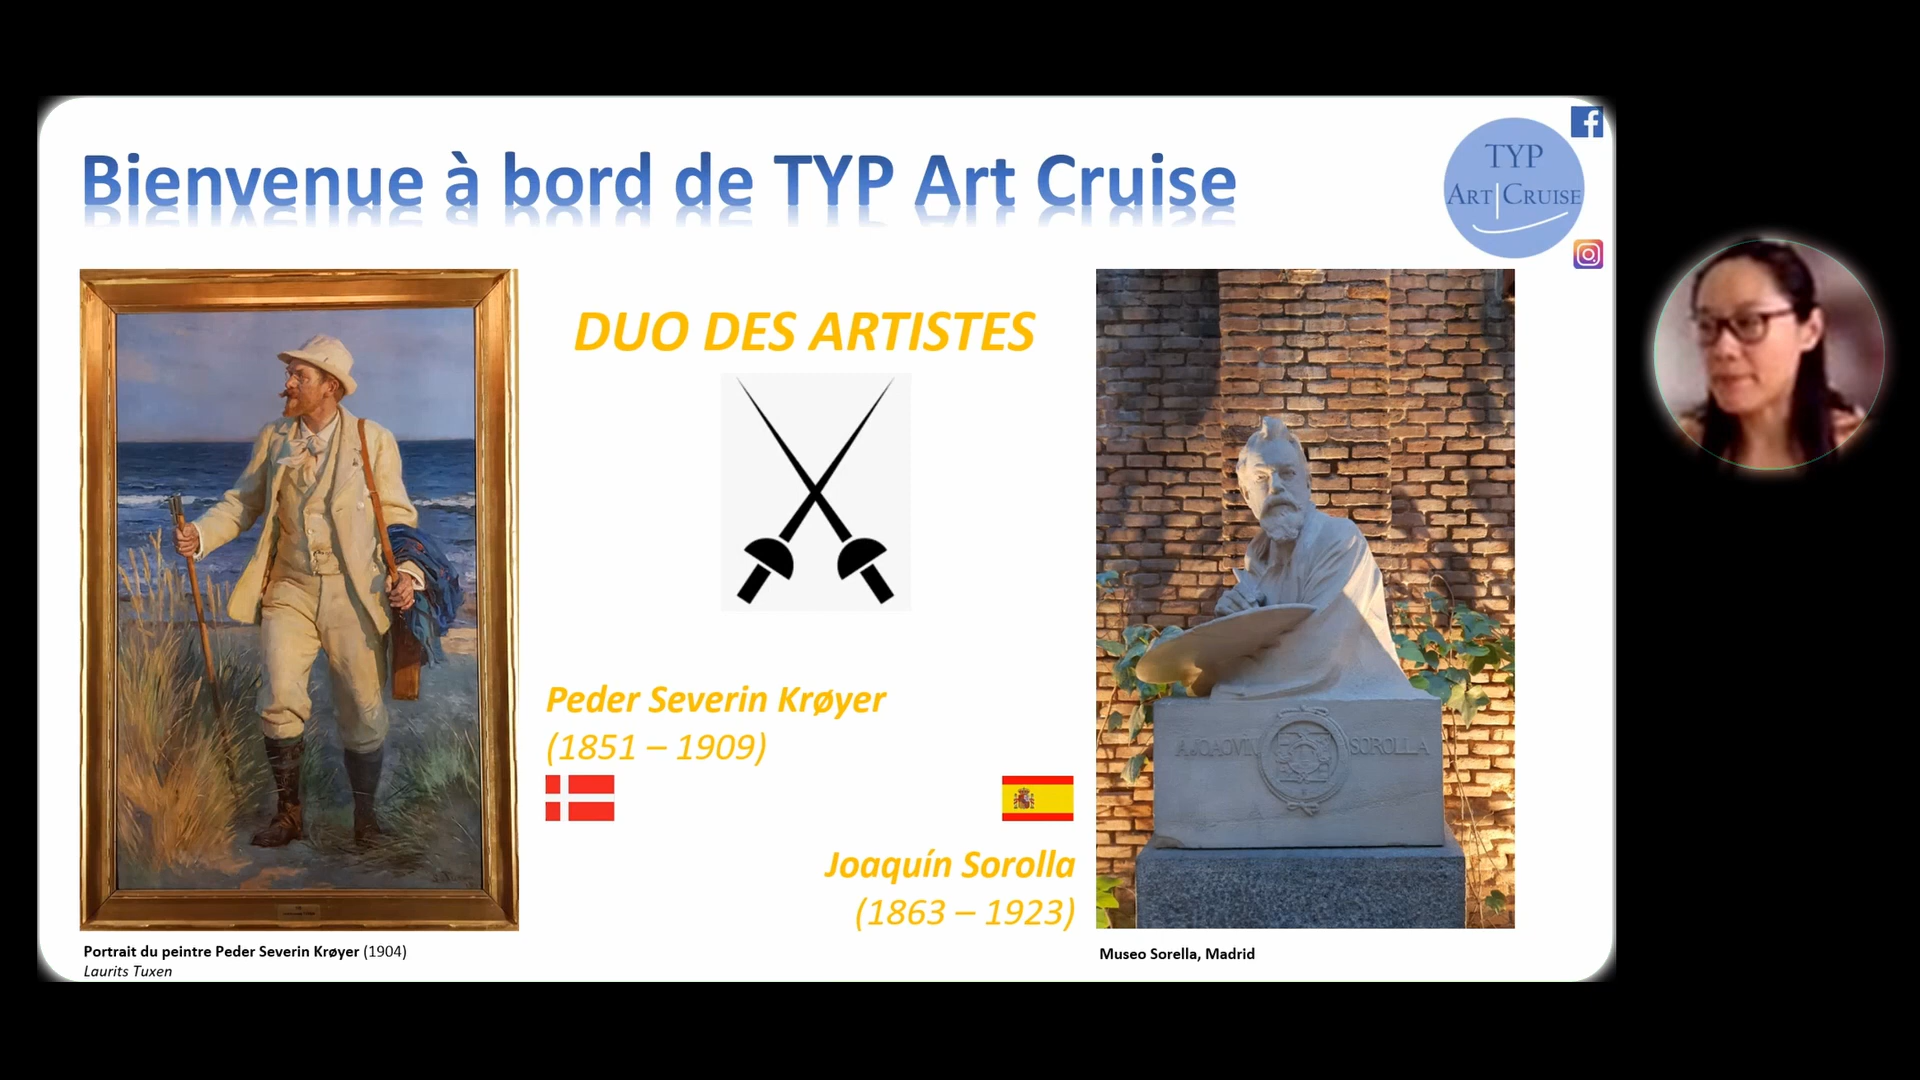 Bienvenue à bord de TYP Art Cruise
TYP
ART CRUISE
DUO DES ARTISTES
Peder Severin Krøyer
(1851 – 1909)
Joaquín Sorolla
(1863 – 1923)
A JOAQUIN SOROLLA
Portrait du peintre Peder Severin Krøyer (1904)
Laurits Tuxen
Museo Sorella, Madrid